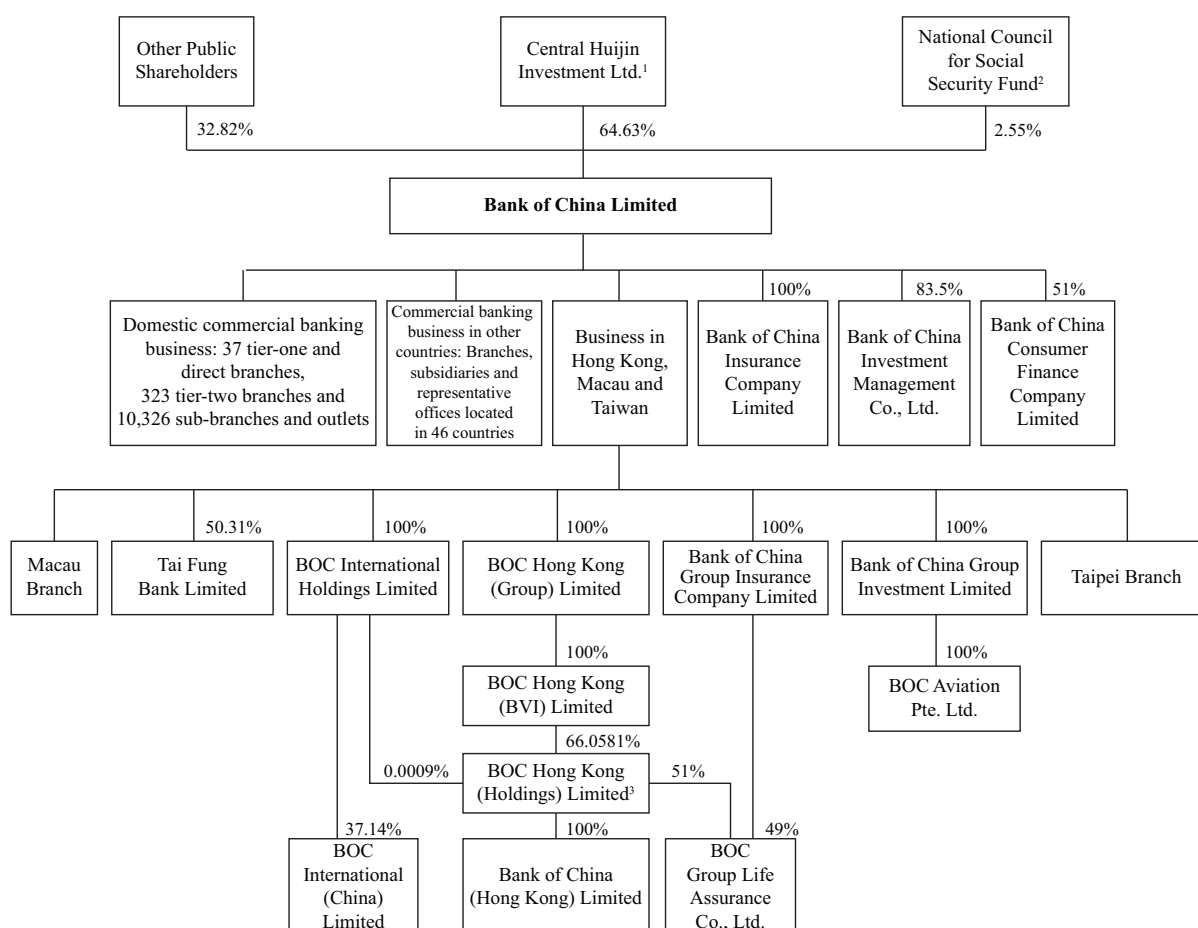 Other Public
Shareholders
Central Huijin
Investment Ltd.¹
National Council
for Social
Security Fund²
32.82%
64.63%
2.55%
Bank of China Limited
100%
83.5%
51%
Domestic commercial banking
business: 37 tier-one and
direct branches,
323 tier-two branches and
10,326 sub-branches and outlets
Commercial banking
business in other
countries: Branches,
subsidiaries and
representative
offices located
in 46 countries
Business in
Hong Kong,
Macau and
Taiwan
Bank of China
Insurance
Company
Limited
Bank of China
Investment
Management
Co., Ltd.
Bank of China
Consumer
Finance
Company
Limited
50.31%
100%
100%
100%
100%
Macau
Branch
Tai Fung
Bank Limited
BOC International
Holdings Limited
BOC Hong Kong
(Group) Limited
Bank of China
Group Insurance
Company Limited
Bank of China Group
Investment Limited
Taipei Branch
100%
100%
BOC Hong Kong
(BVI) Limited
BOC Aviation
Pte. Ltd.
66.0581%
0.0009%
BOC Hong Kong
(Holdings) Limited³
51%
37.14%
100%
49%
BOC
International
(China)
Limited
Bank of China
(Hong Kong) Limited
BOC
Group Life
Assurance
Co., Ltd.